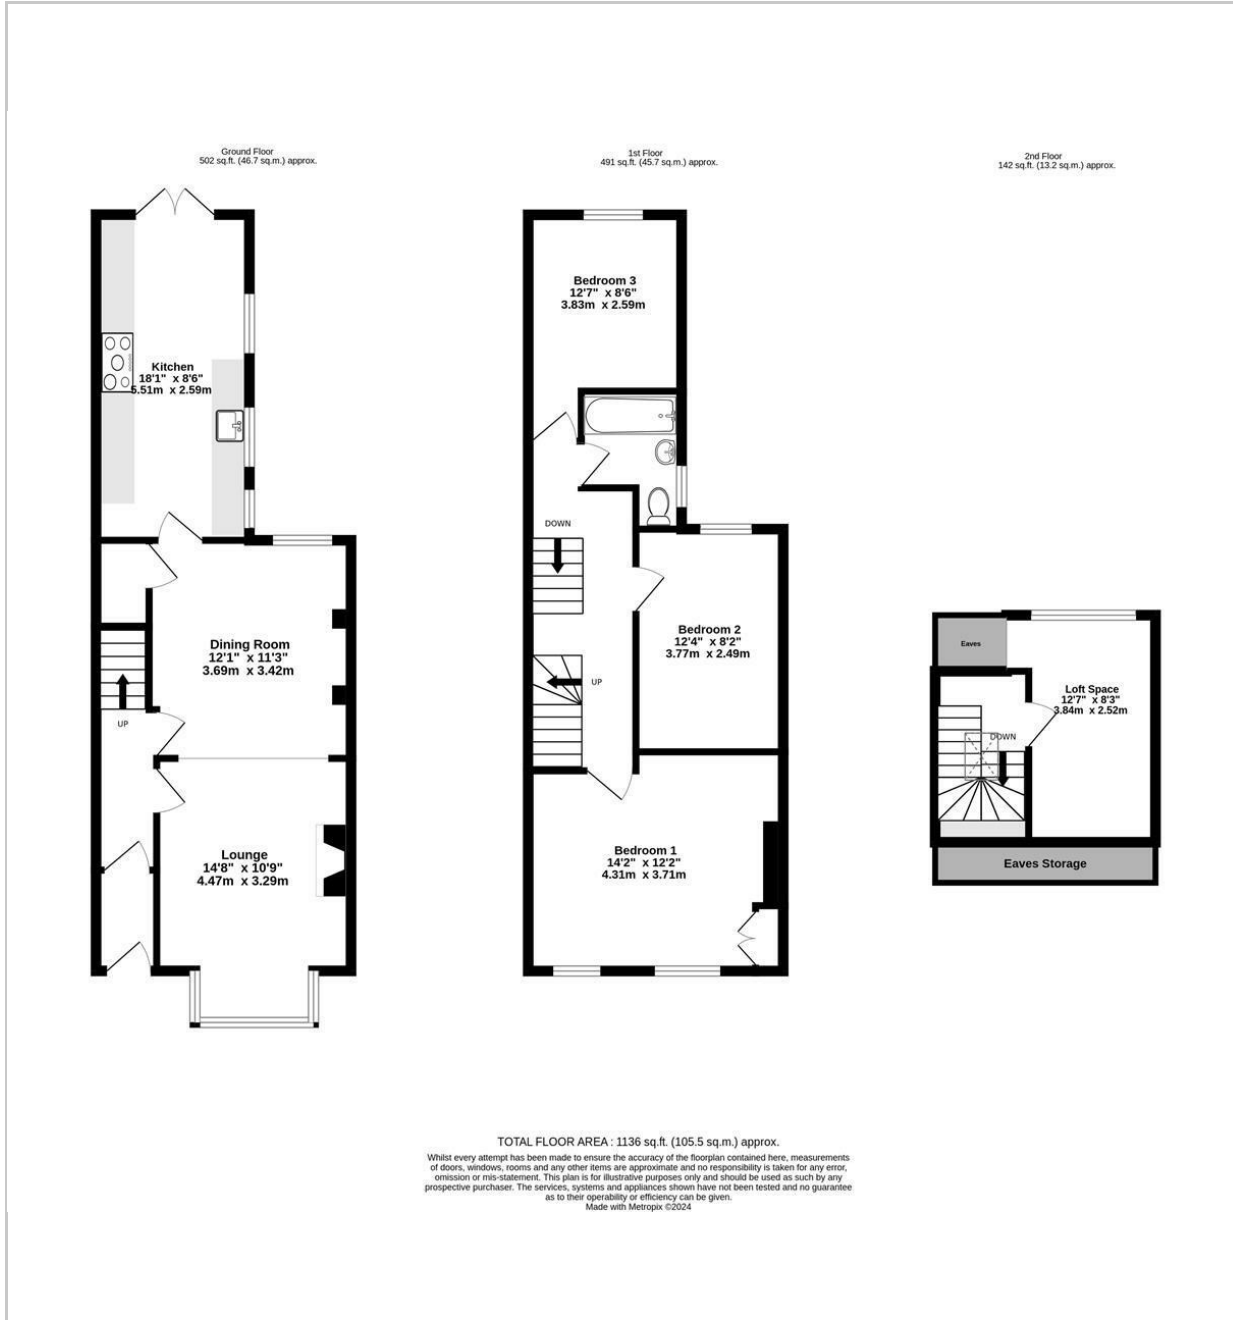 Ground Floor
502 sq.ft. (46.7 sq.m.) approx.
1st Floor
491 sq.ft. (45.7 sq.m.) approx.
2nd Floor
142 sq.ft. (13.2 sq.m.) approx.
Kitchen
18'1" x 8'6"
5.51m x 2.59m
Dining Room
12'1" x 11'3"
3.69m x 3.42m
UP
Lounge
14'8" x 10'9"
4.47m x 3.29m
Bedroom 3
12'7" x 8'6"
3.83m x 2.59m
DOWN
Bedroom 2
12'4" x 8'2"
3.77m x 2.49m
UP
Bedroom 1
14'2" x 12'2"
4.31m x 3.71m
Eaves
Loft Space
12'7" x 8'3"
3.84m x 2.52m
DOWN
Eaves Storage
TOTAL FLOOR AREA : 1136 sq.ft. (105.5 sq.m.) approx.
Whilst every attempt has been made to ensure the accuracy of the floorplan contained here, measurements
of doors, windows, rooms and any other items are approximate and no responsibility is taken for any error,
omission or mis-statement. This plan is for illustrative purposes only and should be used as such by any
prospective purchaser. The services, systems and appliances shown have not been tested and no guarantee
as to their operability or efficiency can be given.
Made with Metropix ©2024